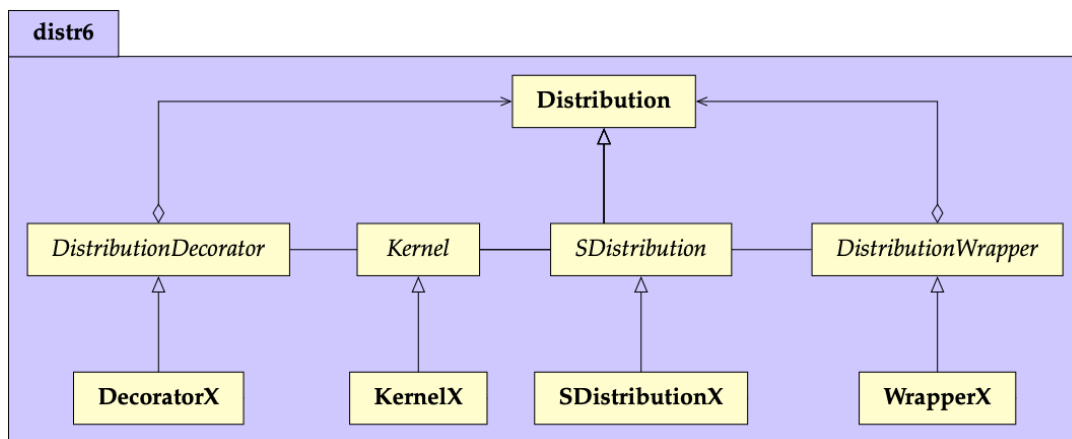 distr6
Distribution
DistributionDecorator
Kernel
SDistribution
DistributionWrapper
DecoratorX
KernelX
SDistributionX
WrapperX